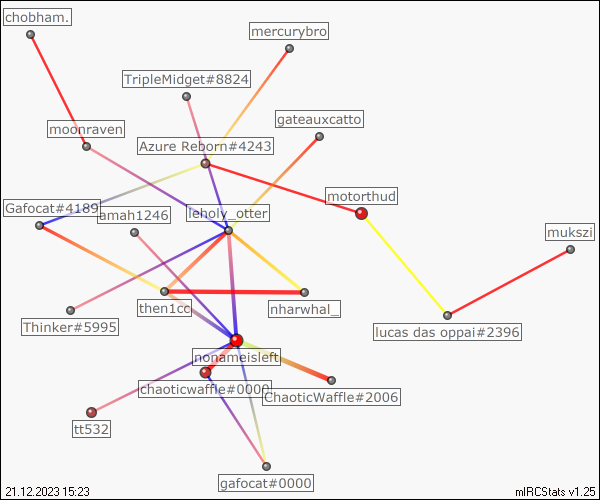 chobham.
mercurybro
TripleMidget#8824
gateauxcatto
moonraven
Azure Reborn#4243
motorthud
Gafocat#4189
amah1246
leholy_otter
mukszi
then1cc
nharwhal_
Thinker#5995
lucas das oppai#2396
nonameisleft
chaoticwaffle#0000
ChaoticWaffle#2006
tt532
gafocat#0000
21.12.2023 15:23
mIRCStats v1.25